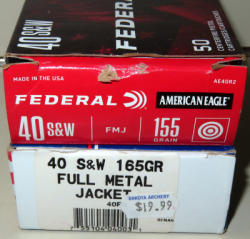 40 S&W
50
MADE IN THE USA
AE40R2
FEDERAL
AMERICAN EAGLE
40 S&W
FMJ
155
GRAIN
40 S&W 165GR
FULL METAL
JACKET
DAKOTA ARCHERY
$19.99
40F